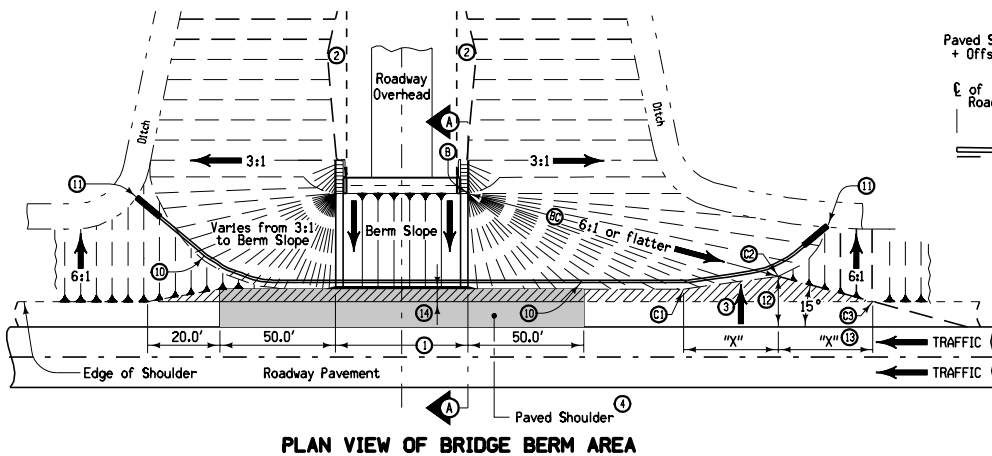 Paved S
+ Offs
℄ of
Road
Roadway
Overhead
2
2
A
B
Ditch
Ditch
3:1
3:1
11
11
Varies from 3:1
to Berm Slope
Berm Slope
BC
6:1 or flatter
C2
6:1
10
6:1
14
10
C1
3
12
15°
C3
20.0'
50.0'
1
50.0'
"X"
"X"
13
TRAFFIC
Edge of Shoulder
Roadway Pavement
TRAFFIC
A
Paved Shoulder
4
PLAN VIEW OF BRIDGE BERM AREA